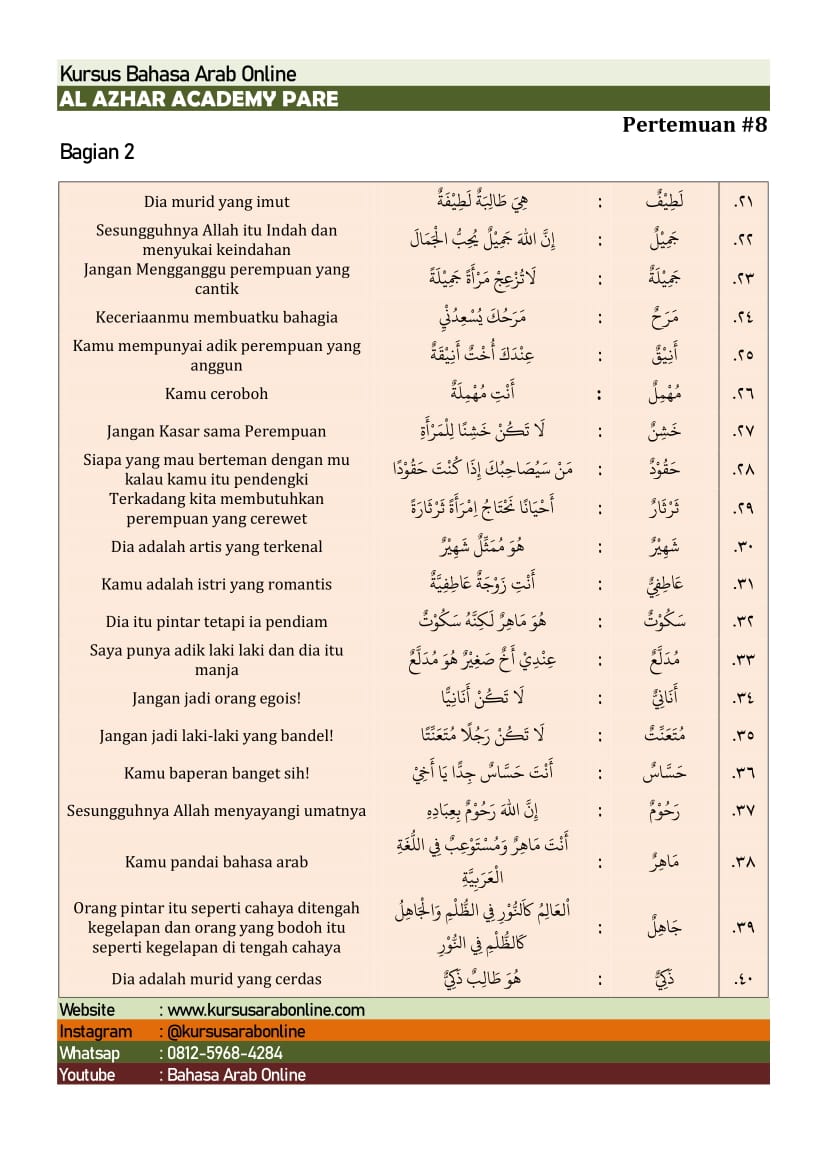 Kursus Bahasa Arab Online
AL AZHAR ACADEMY PARE
Pertemuan #8
Bagian 2
٢١. لَطِيْفٌ : هِيَ طَالِبَةٌ لَطِيْفَةٌ Dia murid yang imut
٢٢. جَمِيْلٌ : إِنَّ اللهَ جَمِيْلٌ يُحِبُّ الْجَمَالَ Sesungguhnya Allah itu Indah dan
menyukai keindahan
٢٣. جَمِيْلَةٌ : لَاتُزْعِجْ مَرْأَةً جَمِيْلَةً Jangan Mengganggu perempuan yang
cantik
٢٤. مَرَحٌ : مَرَحُكَ يُسْعِدُنْيِ Keceriaanmu membuatku bahagia
٢٥. أَنِيْقٌ : عِنْدَكَ أُخْتٌ أَنِيْقَةٌ Kamu mempunyai adik perempuan yang
anggun
٢٦. مُهْمِلٌ : أَنْتِ مُهْمِلَةٌ Kamu ceroboh
٢٧. خَشِنٌ : لَا تَكُنْ خَشِنًا لِلْمَرْأَةِ Jangan Kasar sama Perempuan
٢٨. حَقُوْدٌ : مَنْ سَيُصَاحِبُكَ إِذَا كُنْتَ حَقُوْدًا Siapa yang mau berteman dengan mu
kalau kamu itu pendengki
٢٩. ثَرْثَارٌ : أَحْيَانًا نَحْتَاجُ اِمْرَأَةً ثَرْثَارَةً Terkadang kita membutuhkan
perempuan yang cerewet
٣٠. شَهِيْرٌ : هُوَ مُمَثِّلٌ شَهِيْرٌ Dia adalah artis yang terkenal
٣١. عَاطِفِيٌّ : أَنْتِ زَوْجَةٌ عَاطِفِيَّةٌ Kamu adalah istri yang romantis
٣٢. سَكُوْتٌ : هُوَ مَاهِرٌ لَكِنَّهُ سَكُوْتٌ Dia itu pintar tetapi ia pendiam
٣٣. مُدَلَّعٌ : عِنْدِيْ أَخٌ صَغِيْرٌ هُوَ مُدَلَّعٌ Saya punya adik laki laki dan dia itu
manja
٣٤. أَنَانِيٌّ : لَا تَكُنْ أَنَانِيًّا Jangan jadi orang egois!
٣٥. مُتَعَنِّتٌ : لَا تَكُنْ رَجُلًا مُتَعَنِّتًا Jangan jadi laki-laki yang bandel!
٣٦. حَسَّاسٌ : أَنْتَ حَسَّاسٌ جِدًّا يَا أَخِيْ Kamu baperan banget sih!
٣٧. رَحُوْمٌ : إِنَّ اللهَ رَحُوْمٌ بِعِبَادِهِ Sesungguhnya Allah menyayangi umatnya
٣٨. مَاهِرٌ : أَنْتَ مَاهِرٌ وَمُسْتَوْعِبٌ فِي اللُّغَةِ
الْعَرَبِيَّةِ Kamu pandai bahasa arab
٣٩. جَاهِلٌ : اْلعَالِمُ كَالنُّوْرِ فِي الظُّلْمِ وَالْجَاهِلُ
كَالظُّلْمِ فِي النُّوْرِ Orang pintar itu seperti cahaya ditengah
kegelapan dan orang yang bodoh itu
seperti kegelapan di tengah cahaya
٤٠. ذَكِيٌّ : هُوَ طَالِبٌ ذَكِيٌّ Dia adalah murid yang cerdas
Website : www.kursusarabonline.com
Instagram : @kursusarabonline
Whatsap : 0812-5968-4284
Youtube : Bahasa Arab Online